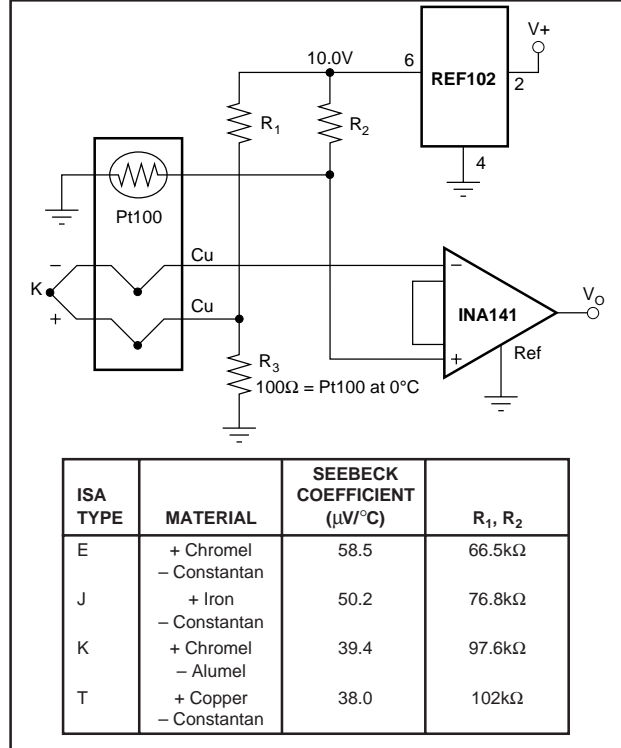 V+
10.0V
6
REF102
2
R1
R2
4
Pt100
–
Cu
K
Cu
+
–
INA141
+
VO
Ref
R3
100Ω = Pt100 at 0°C
ISA TYPE
MATERIAL
SEEBECK COEFFICIENT (µV/°C)
R1, R2
E
+ Chromel
– Constantan
58.5
66.5kΩ
J
+ Iron
– Constantan
50.2
76.8kΩ
K
+ Chromel
– Alumel
39.4
97.6kΩ
T
+ Copper
– Constantan
38.0
102kΩ